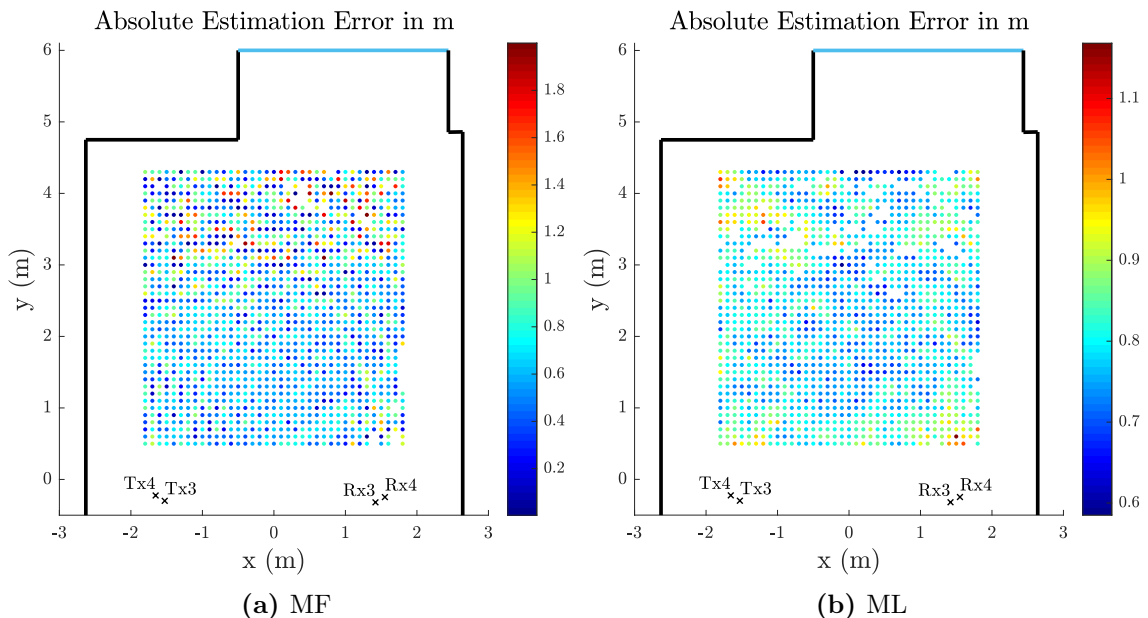 Absolute Estimation Error in m
6
5
4
3
2
1
0
y (m)
-3 -2 -1 0 1 2 3
x (m)
Tx4
Tx3
Rx3
Rx4
1.8
1.6
1.4
1.2
1
0.8
0.6
0.4
0.2
(a) MF
Absolute Estimation Error in m
6
5
4
3
2
1
0
y (m)
-3 -2 -1 0 1 2 3
x (m)
Tx4
Tx3
Rx3
Rx4
1.1
1
0.9
0.8
0.7
0.6
(b) ML